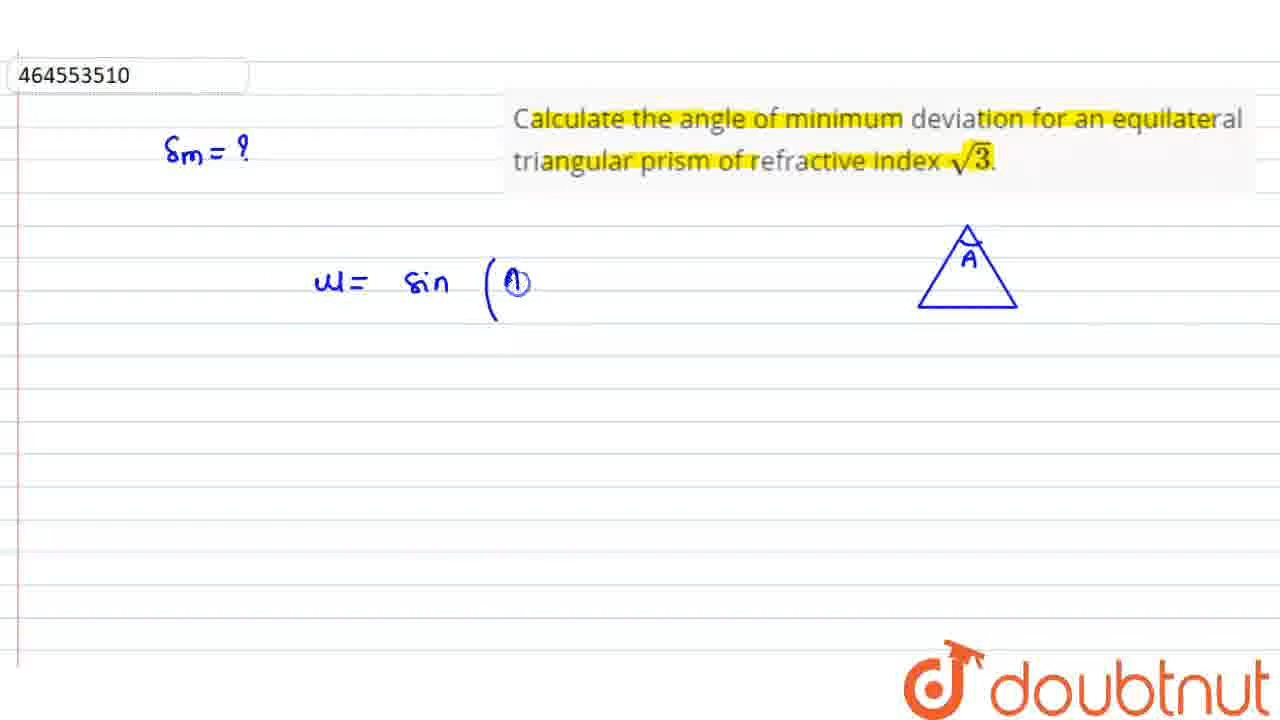 464553510
Calculate the angle of minimum deviation for an equilateral
triangular prism of refractive index √3.
δm = ?
μ = sin (A
A
doubtnut